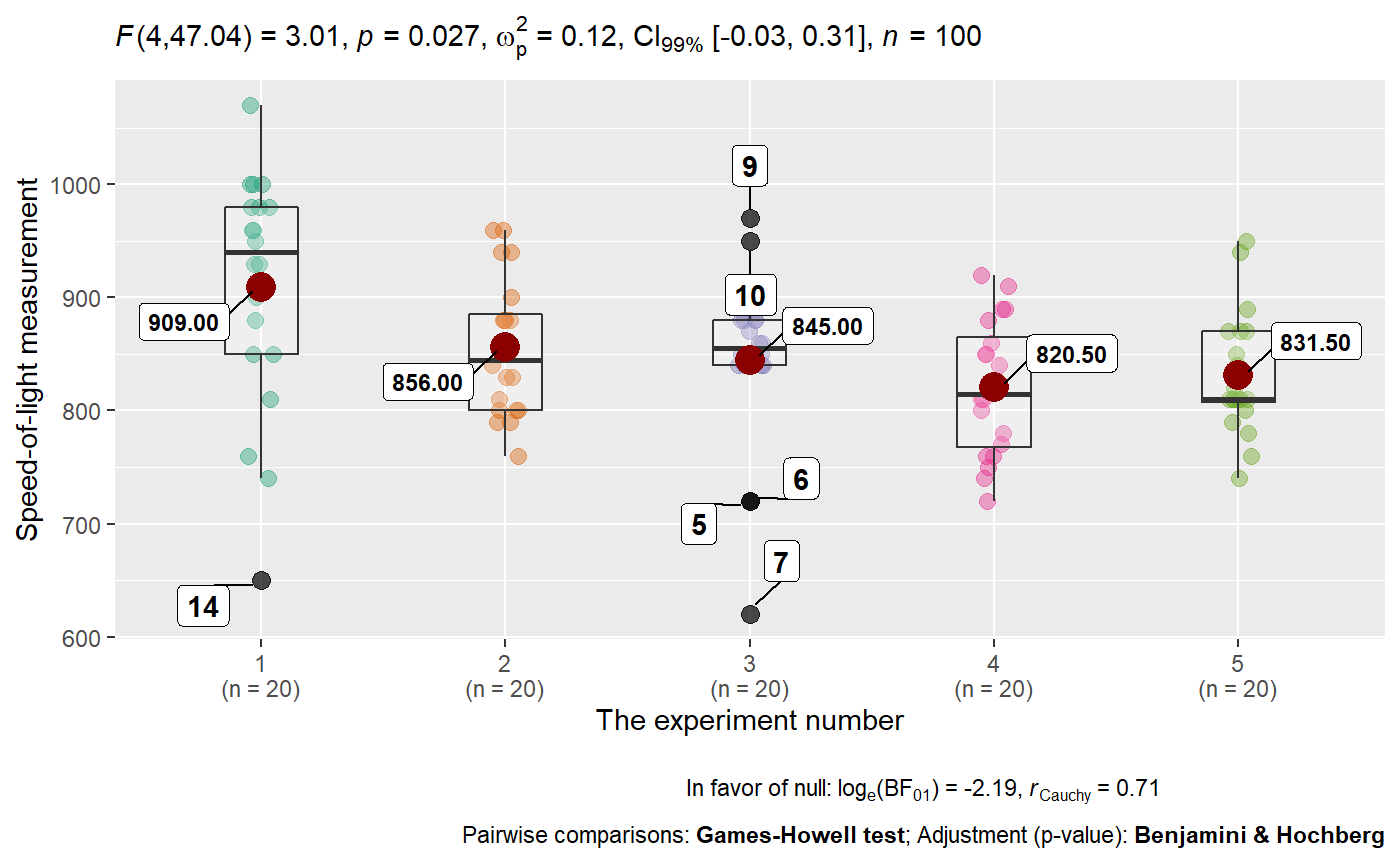 F(4,47.04) = 3.01, p = 0.027, ω²ₚ = 0.12, CI₉₉% [-0.03, 0.31], n = 100
Speed-of-light measurement
1000
900
800
700
600
909.00
14
856.00
9
10
845.00
6
5
7
820.50
831.50
1
(n = 20)
2
(n = 20)
3
(n = 20)
4
(n = 20)
5
(n = 20)
The experiment number
In favor of null: logₑ(BF₀₁) = -2.19, r Cauchy = 0.71
Pairwise comparisons: Games-Howell test; Adjustment (p-value): Benjamini & Hochberg